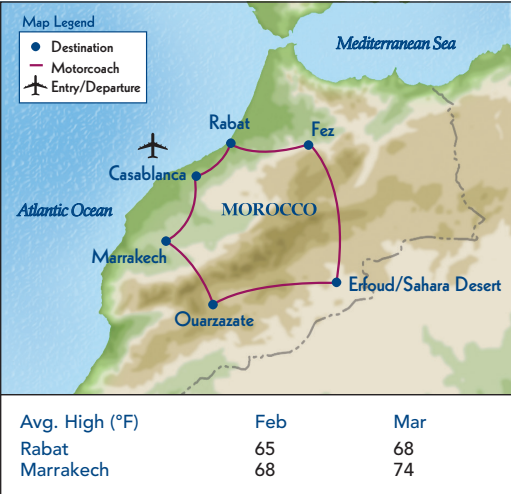 Map Legend
Destination
Motorcoach
Entry/Departure
Mediterranean Sea
Rabat
Fez
Casablanca
Atlantic Ocean
MOROCCO
Marrakech
Erfoud/Sahara Desert
Ouarzazate
Avg. High (°F) Feb Mar
Rabat 65 68
Marrakech 68 74